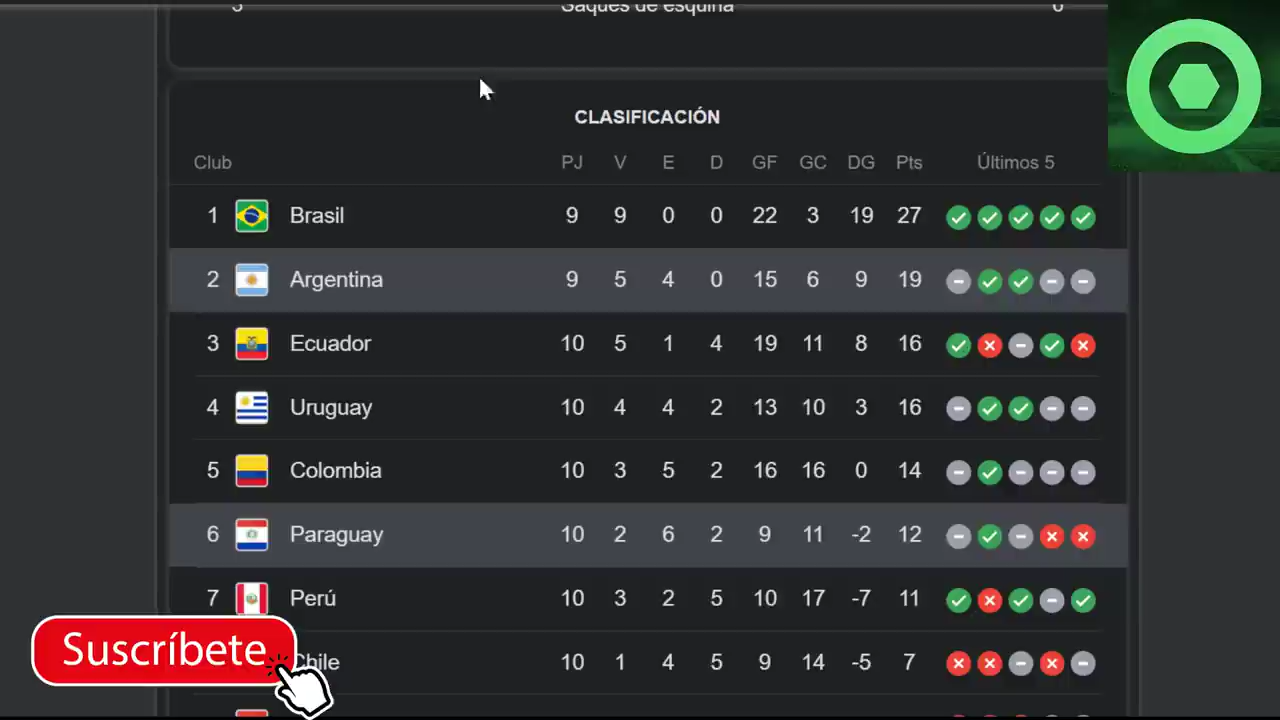 5 Saques de esquina 6
CLASIFICACIÓN
Club PJ V E D GF GC DG Pts Últimos 5
1 Brasil 9 9 0 0 22 3 19 27
2 Argentina 9 5 4 0 15 6 9 19
3 Ecuador 10 5 1 4 19 11 8 16
4 Uruguay 10 4 4 2 13 10 3 16
5 Colombia 10 3 5 2 16 16 0 14
6 Paraguay 10 2 6 2 9 11 -2 12
7 Perú 10 3 2 5 10 17 -7 11
Chile 10 1 4 5 9 14 -5 7
Suscríbete